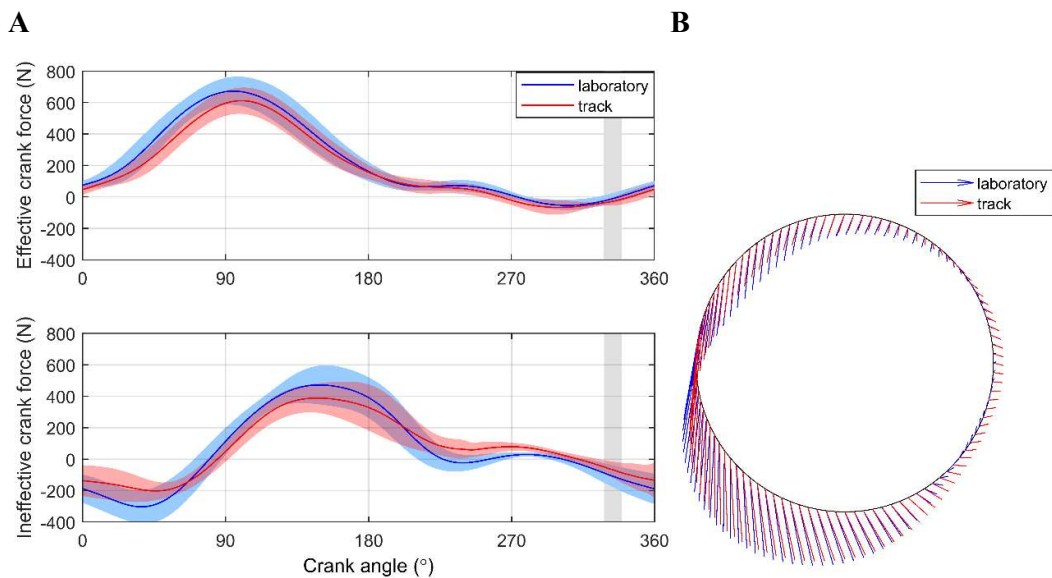 A
B
Effective crank force (N)
800
600
400
200
0
-200
-400
0
90
180
270
360
laboratory
track
Ineffective crank force (N)
800
600
400
200
0
-200
-400
0
90
180
270
360
Crank angle (°)
laboratory
track